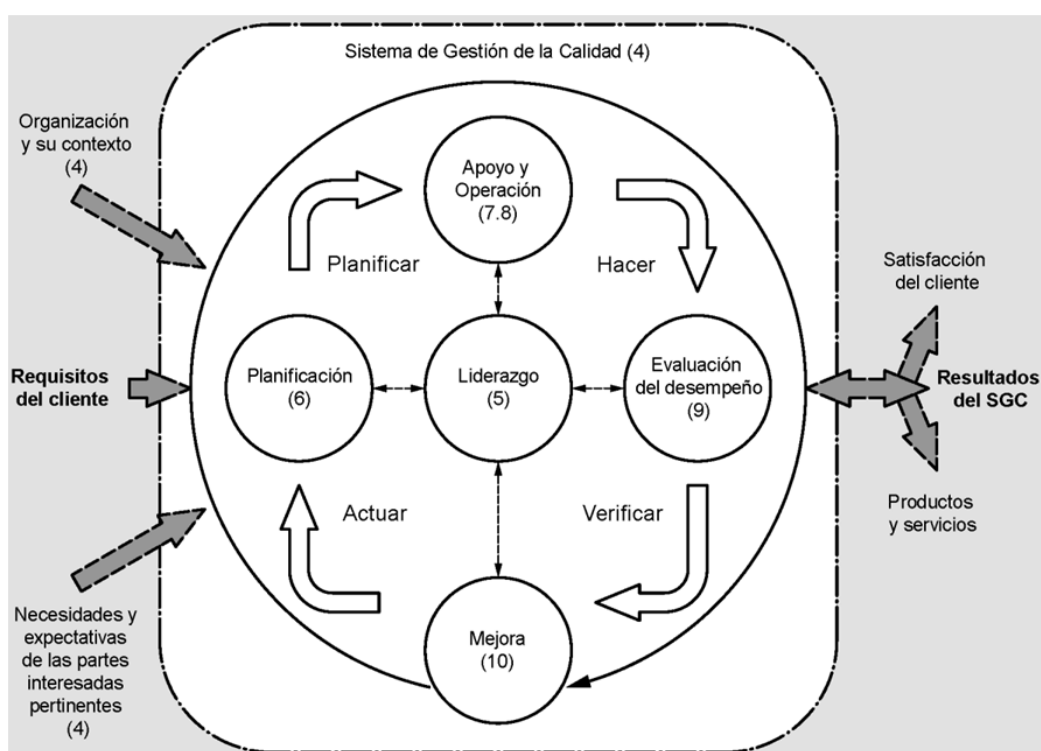 Sistema de Gestión de la Calidad (4)
Organización
y su contexto
(4)
Requisitos
del cliente
Necesidades y
expectativas
de las partes
interesadas
pertinentes
(4)
Apoyo y
Operación
(7.8)
Planificar
Hacer
Planificación
(6)
Liderazgo
(5)
Evaluación
del desempeño
(9)
Actuar
Verificar
Mejora
(10)
Satisfacción
del cliente
Resultados
del SGC
Productos
y servicios